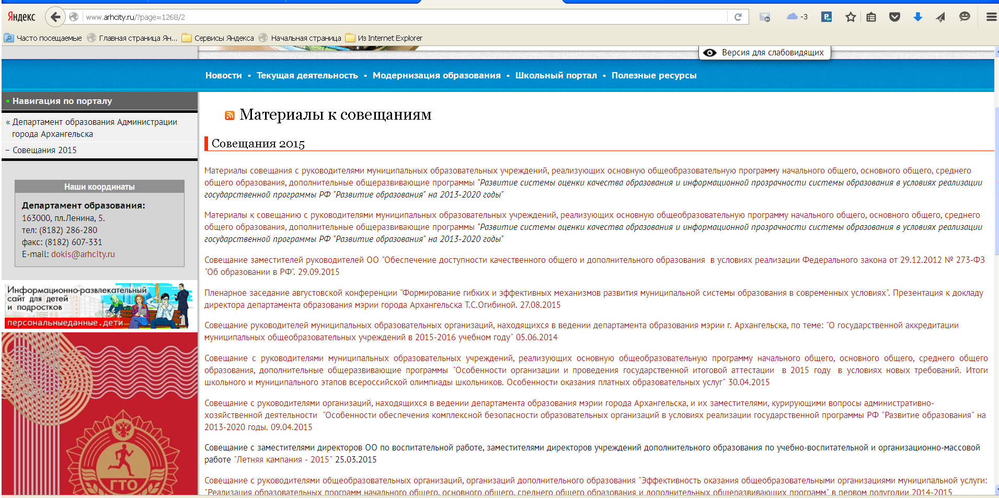 Яндекс
www.arhcity.ru/?page=1268/2
-3
Часто посещаемые
Главная страница Ян...
Сервисы Яндекса
Начальная страница
Из Internet Explorer
Версия для слабовидящих
Новости • Текущая деятельность • Модернизация образования • Школьный портал • Полезные ресурсы
• Навигация по порталу
« Департамент образования Администрации
города Архангельска
– Совещания 2015
Наши координаты
Департамент образования:
163000, пл.Ленина, 5.
тел: (8182) 286-280
факс: (8182) 607-331
E-mail: dokis@arhcity.ru
Информационно-развлекательный
сайт для детей
и подростков
персональныеданные.дети
ГТО
Материалы к совещаниям
Совещания 2015
Материалы совещания с руководителями муниципальных образовательных учреждений, реализующих основную общеобразовательную программу начального общего, основного общего, среднего
общего образования, дополнительные общеразвивающие программы "Развитие системы оценки качества образования и информационной прозрачности системы образования в условиях реализации
государственной программы РФ "Развитие образования" на 2013-2020 годы"
Материалы к совещанию с руководителями муниципальных образовательных учреждений, реализующих основную общеобразовательную программу начального общего, основного общего, среднего
общего образования, дополнительные общеразвивающие программы "Развитие системы оценки качества образования и информационной прозрачности системы образования в условиях реализации
государственной программы РФ "Развитие образования" на 2013-2020 годы"
Совещание заместителей руководителей ОО "Обеспечение доступности качественного общего и дополнительного образования в условиях реализации Федерального закона от 29.12.2012 № 273-ФЗ
"Об образовании в РФ". 29.09.2015
Пленарное заседание августовской конференции "Формирование гибких и эффективных механизмов развития муниципальной системы образования в современных условиях". Презентация к докладу
директора департамента образования мэрии города Архангельска Т.С.Огибиной. 27.08.2015
Совещание руководителей муниципальных образовательных организаций, находящихся в ведении департамента образования мэрии г. Архангельска, по теме: "О государственной аккредитации
муниципальных общеобразовательных учреждений в 2015-2016 учебном году" 05.06.2014
Совещание с руководителями муниципальных образовательных учреждений, реализующих основную общеобразовательную программу начального общего, основного общего, среднего общего
образования, дополнительные общеразвивающие программы "Особенности организации и проведения государственной итоговой аттестации в 2015 году в условиях новых требований. Итоги
школьного и муниципального этапов всероссийской олимпиады школьников. Особенности оказания платных образовательных услуг" 30.04.2015
Совещание с руководителями организаций, находящихся в ведении департамента образования мэрии города Архангельска, и их заместителями, курирующими вопросы административно-
хозяйственной деятельности "Особенности обеспечения комплексной безопасности образовательных организаций в условиях реализации государственной программы РФ "Развитие образования" на
2013-2020 годы. 09.04.2015
Совещание с заместителями директоров ОО по воспитательной работе, заместителями директоров учреждений дополнительного образования по учебно-воспитательной и организационно-массовой
работе "Летняя кампания - 2015" 25.03.2015
Совещание с руководителями общеобразовательных организаций, организаций дополнительного образования "Эффективность оказания общеобразовательными организациями муниципальной услуги:
"Реализация образовательных программ начального общего, основного общего, среднего общего образования и дополнительных общеразвивающих программ" в первом полугодии 2014-2015